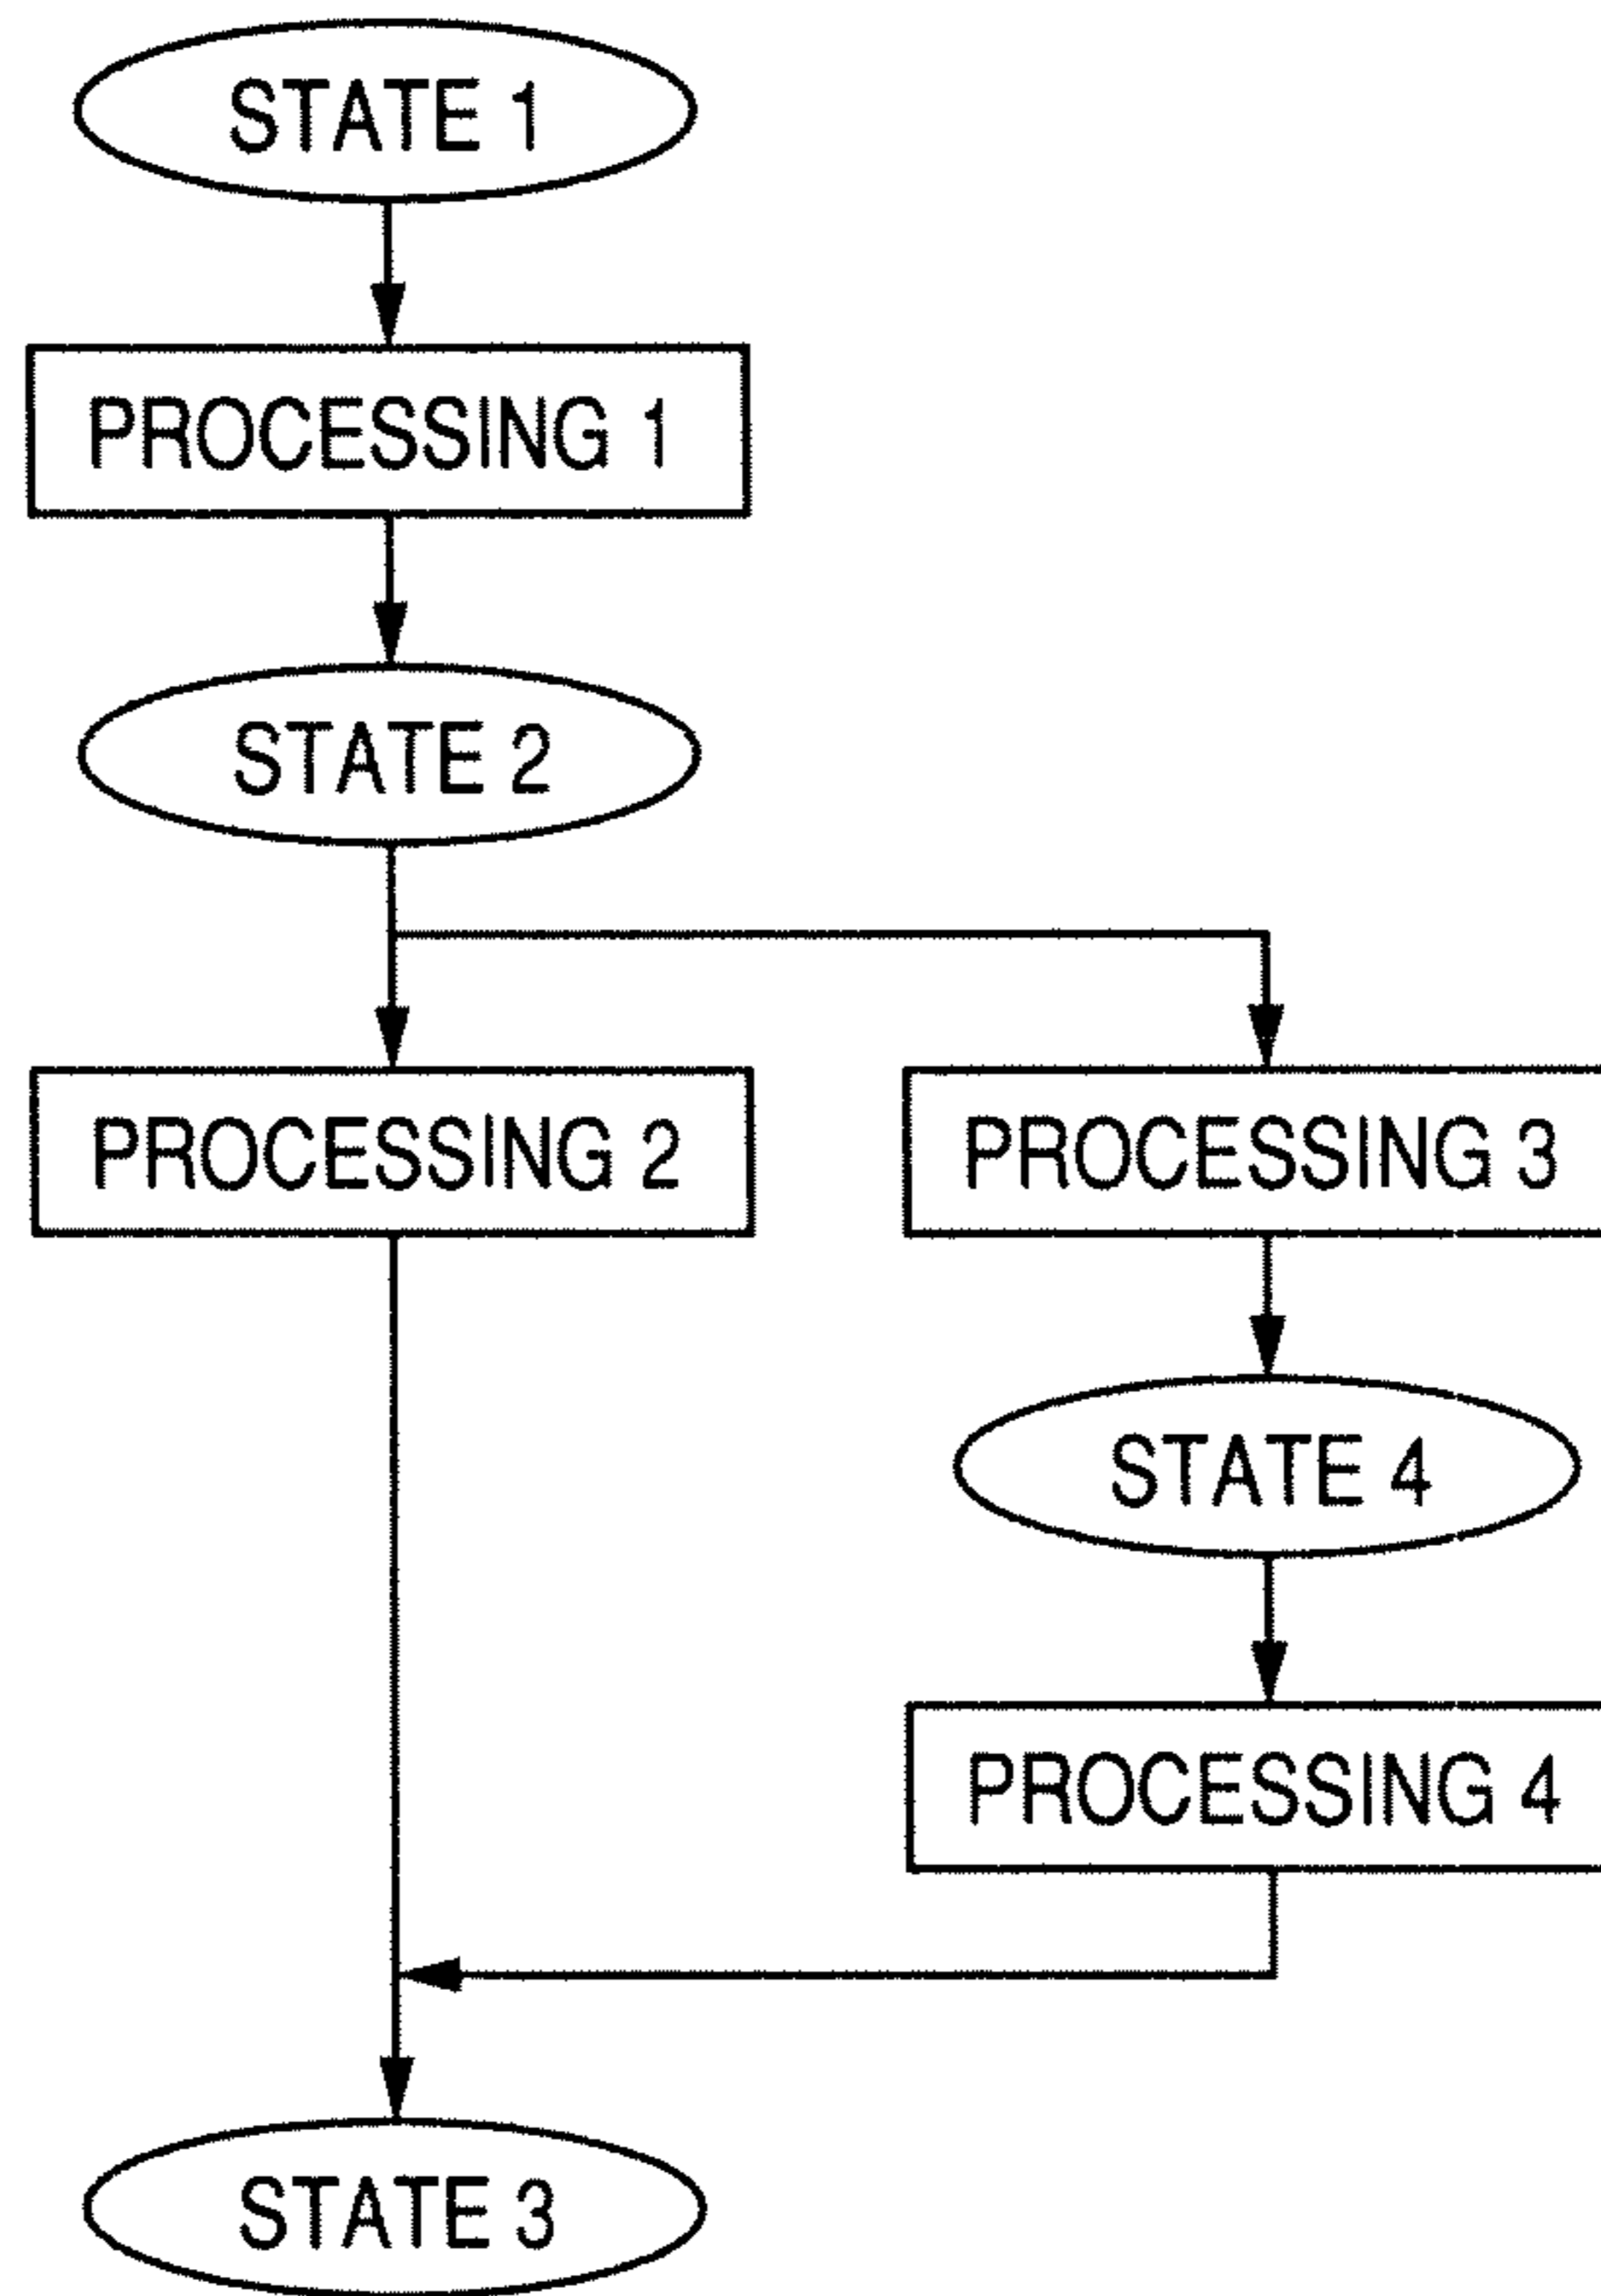 STATE 1
PROCESSING 1
STATE 2
PROCESSING 2
PROCESSING 3
STATE 4
PROCESSING 4
STATE 3